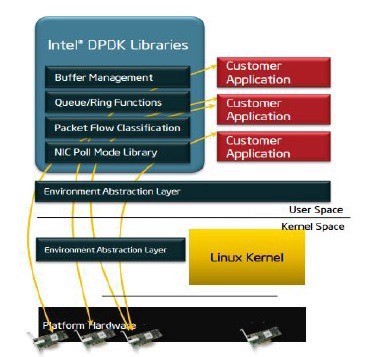 Intel® DPDK Libraries
Buffer Management
Queue/Ring Functions
Packet Flow Classification
NIC Poll Mode Library
Customer
Application
Customer
Application
Customer
Application
Environment Abstraction Layer
User Space
Kernel Space
Environment Abstraction Layer
Linux Kernel
Platform Hardware